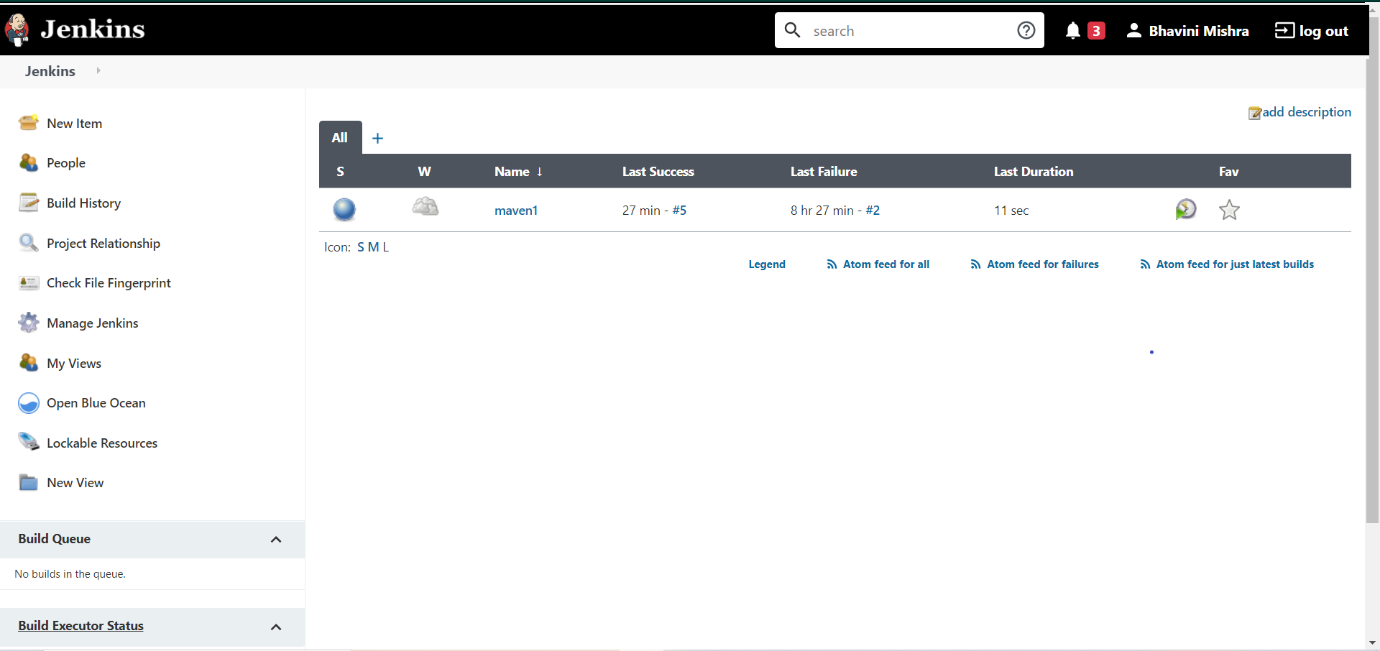 Jenkins
search
3
Bhavini Mishra
log out
Jenkins
New Item
People
Build History
Project Relationship
Check File Fingerprint
Manage Jenkins
My Views
Open Blue Ocean
Lockable Resources
New View
Build Queue
No builds in the queue.
Build Executor Status
add description
All +
S W Name ↓ Last Success Last Failure Last Duration Fav
maven1 27 min - #5 8 hr 27 min - #2 11 sec
Icon: S M L
Legend Atom feed for all Atom feed for failures Atom feed for just latest builds